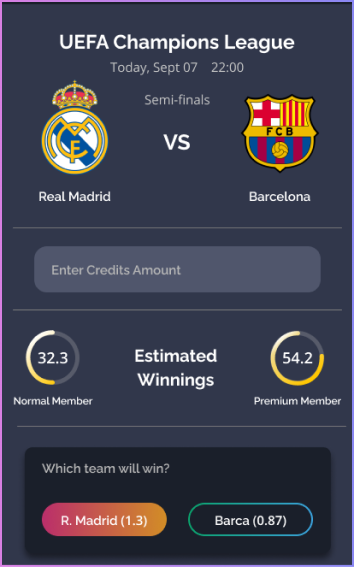 UEFA Champions League
Today, Sept 07 22:00
Semi-finals
VS
FCB
Real Madrid
Barcelona
Enter Credits Amount
32.3
Estimated
Winnings
54.2
Normal Member
Premium Member
Which team will win?
R. Madrid (1.3)
Barca (0.87)